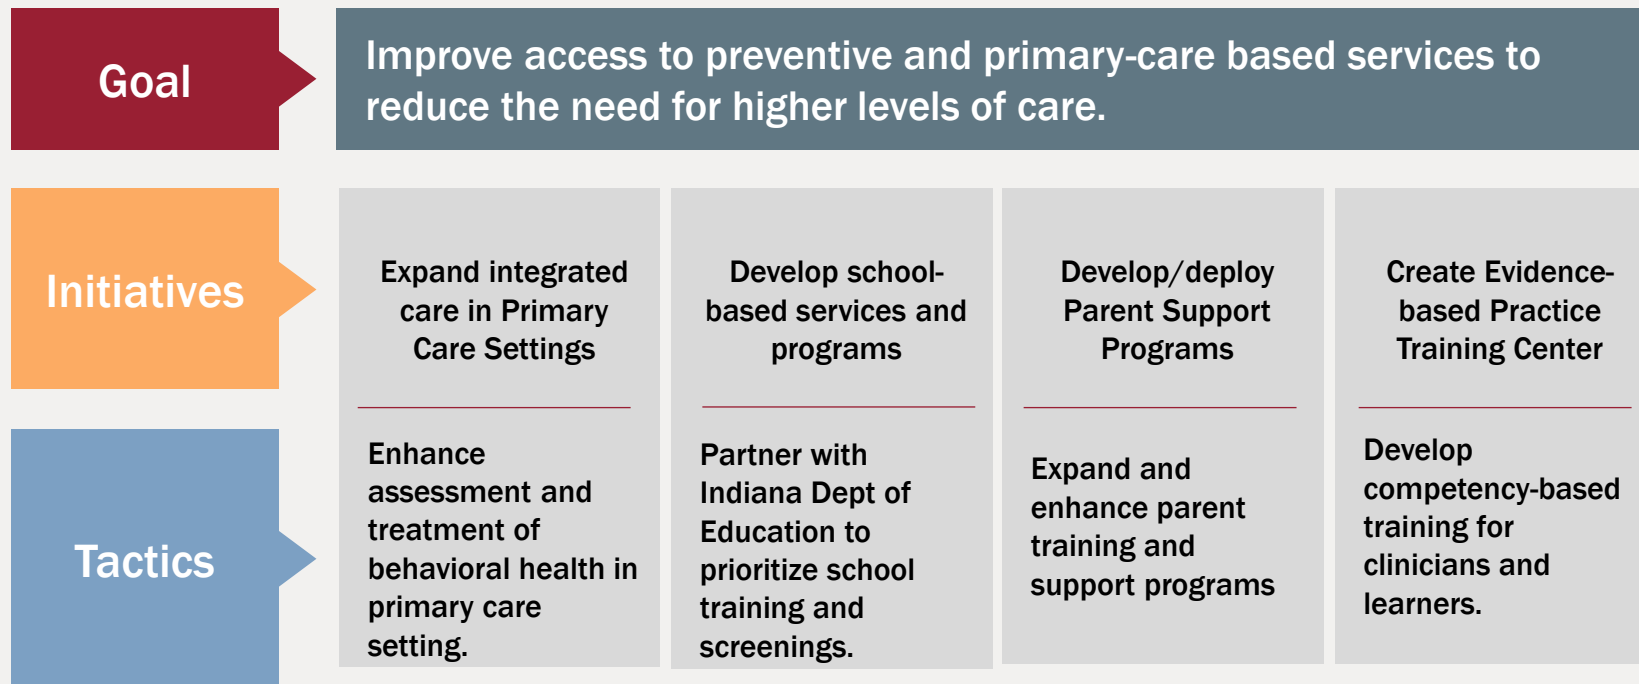 Goal
Improve access to preventive and primary-care based services to
reduce the need for higher levels of care.
Initiatives
Expand integrated
care in Primary
Care Settings
Develop school-
based services and
programs
Develop/deploy
Parent Support
Programs
Create Evidence-
based Practice
Training Center
Tactics
Enhance
assessment and
treatment of
behavioral health in
primary care
setting.
Partner with
Indiana Dept of
Education to
prioritize school
training and
screenings.
Expand and
enhance parent
training and
support programs
Develop
competency-based
training for
clinicians and
learners.